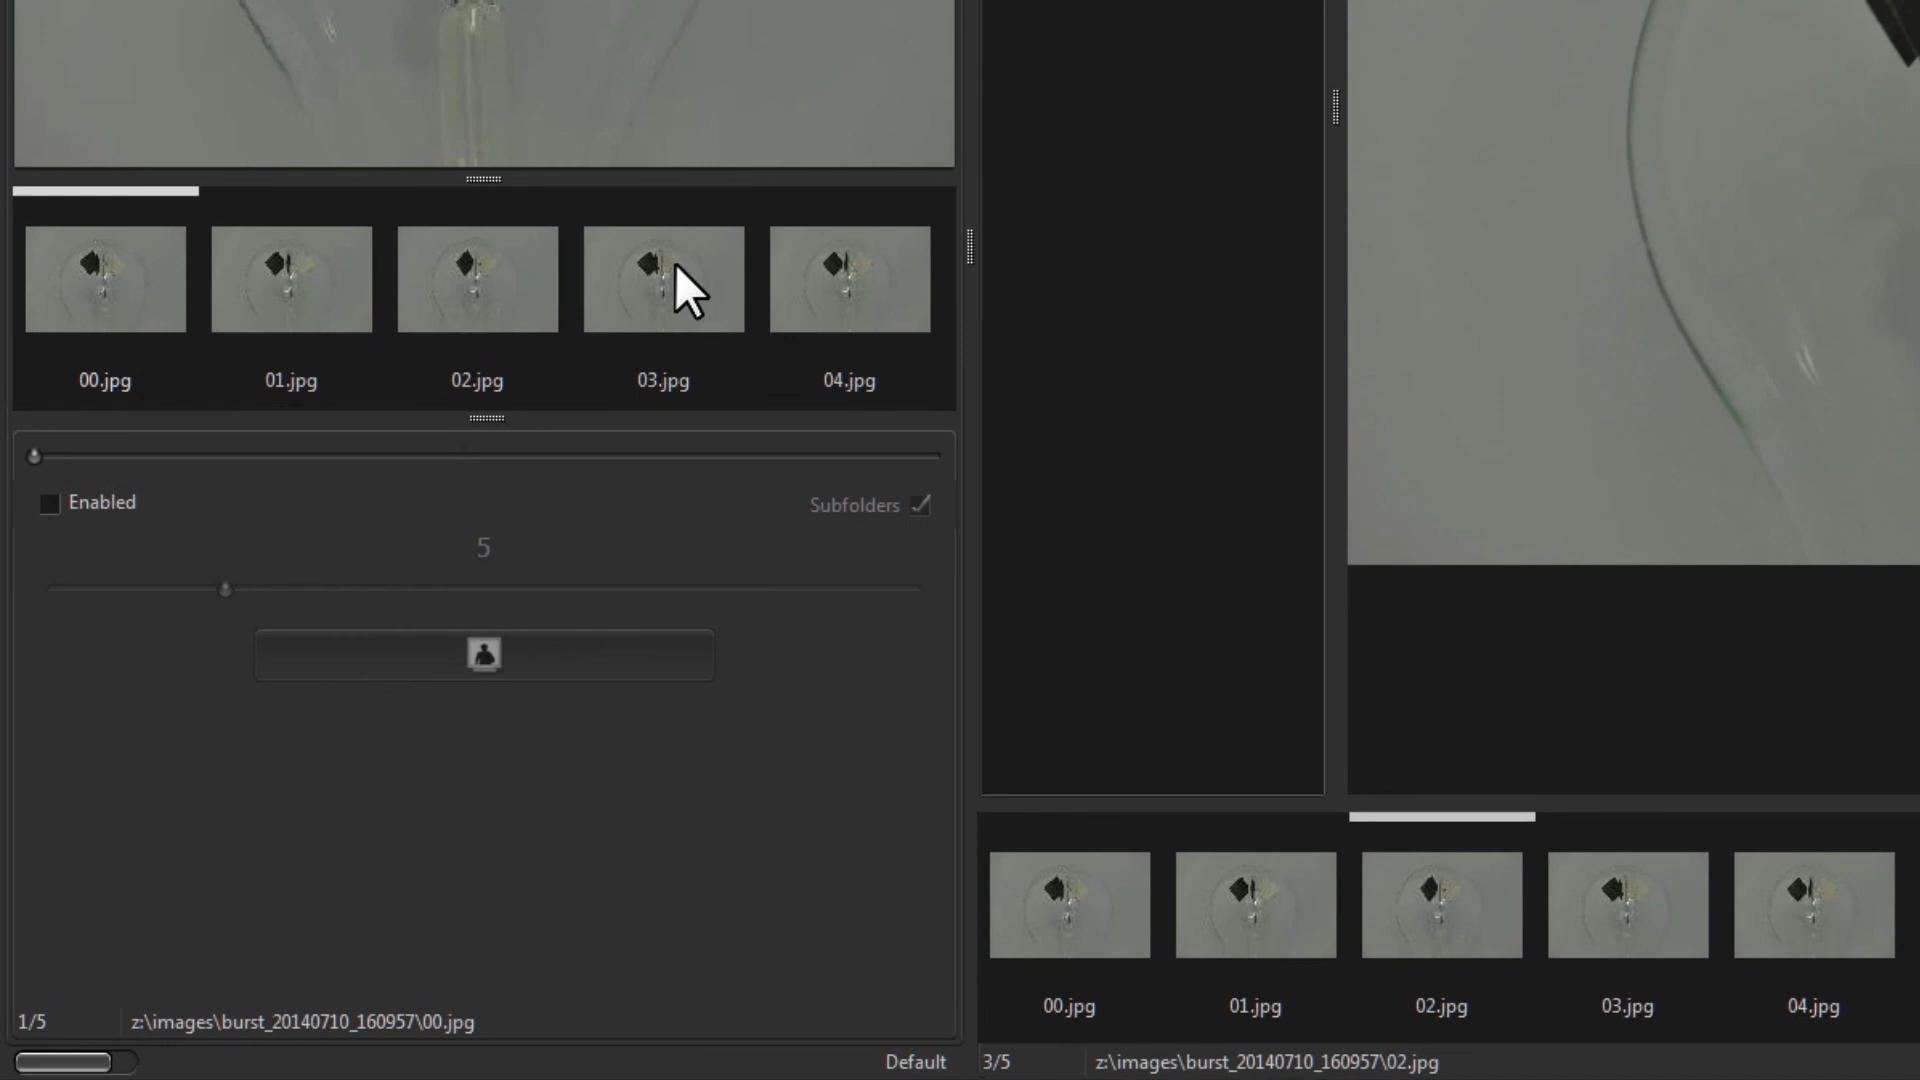 00.jpg 01.jpg 02.jpg 03.jpg 04.jpg
Enabled Subfolders
5
1/5 z:\images\burst_20140710_160957\00.jpg
Default
00.jpg 01.jpg 02.jpg 03.jpg 04.jpg
3/5 z:\images\burst_20140710_160957\02.jpg